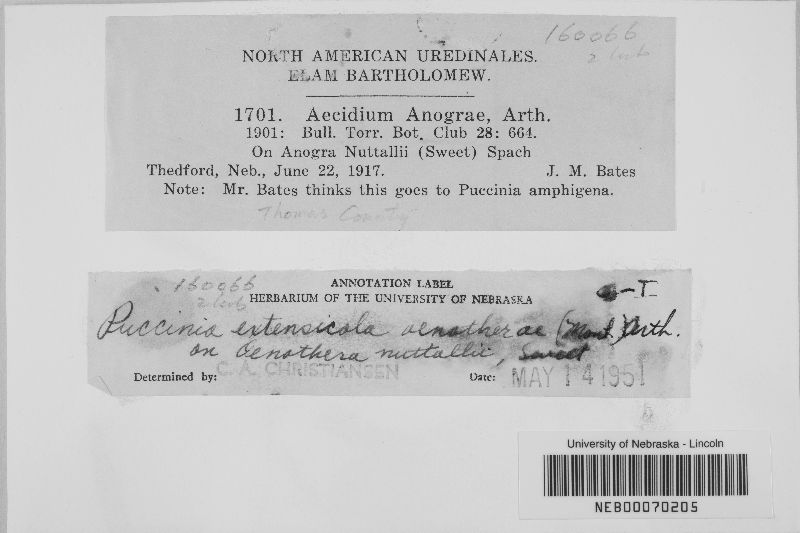 160066
2 
NORTH AMERICAN UREDINALES.
ELAM BARTHOLOMEW.
1701. Aecidium Anograe, Arth.
1901: Bull. Torr. Bot. Club 28: 664.
On Anogra Nuttallii (Sweet) Spach
Thedford, Neb., June 22, 1917. J. M. Bates
Note: Mr. Bates thinks this goes to Puccinia amphigena.
Thomas County
160066
2
ANNOTATION LABEL
HERBARIUM OF THE UNIVERSITY OF NEBRASKA
-I
Puccinia extensicola oenotherae (Mont.) Arth.
on Oenothera nuttallii, Sweet
Determined by: C. A. CHRISTIANSEN Date: MAY 14 1951
University of Nebraska - Lincoln
NEB00070205